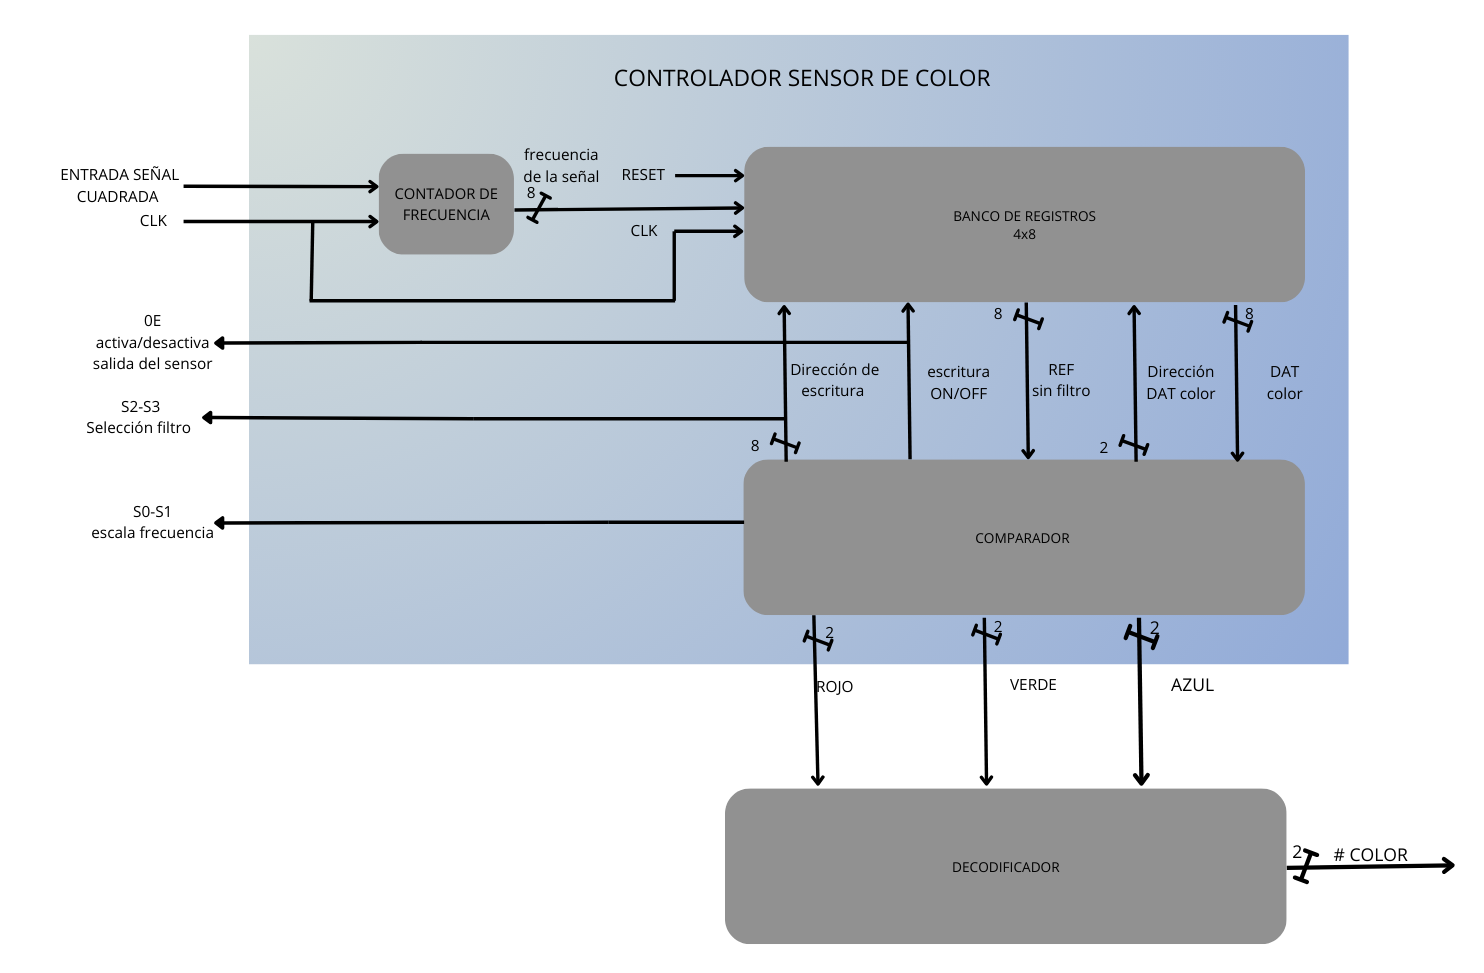 CONTROLADOR SENSOR DE COLOR
ENTRADA SEÑAL
CUADRADA
CLK
CONTADOR DE
FRECUENCIA
frecuencia
de la señal
8
RESET
CLK
BANCO DE REGISTROS
4x8
0E
activa/desactiva
salida del sensor
S2-S3
Selección filtro
S0-S1
escala frecuencia
Dirección de
escritura
8
escritura
ON/OFF
8
REF
sin filtro
Dirección
DAT color
2
8
DAT
color
COMPARADOR
2
ROJO
2
VERDE
2
AZUL
DECODIFICADOR
2
# COLOR